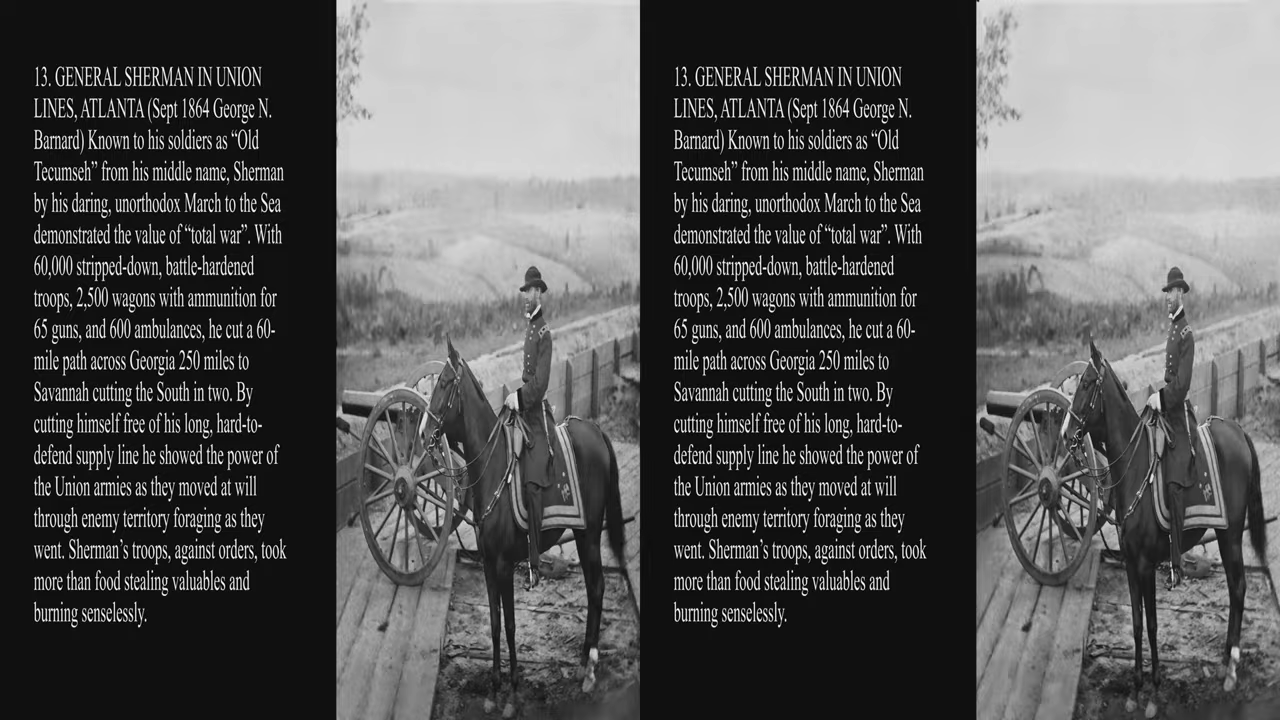 13. GENERAL SHERMAN IN UNION
LINES, ATLANTA (Sept 1864 George N.
Barnard) Known to his soldiers as “Old
Tecumseh” from his middle name, Sherman
by his daring, unorthodox March to the Sea
demonstrated the value of “total war”. With
60,000 stripped-down, battle-hardened
troops, 2,500 wagons with ammunition for
65 guns, and 600 ambulances, he cut a 60-
mile path across Georgia 250 miles to
Savannah cutting the South in two. By
cutting himself free of his long, hard-to-
defend supply line he showed the power of
the Union armies as they moved at will
through enemy territory foraging as they
went. Sherman’s troops, against orders, took
more than food stealing valuables and
burning senselessly.
13. GENERAL SHERMAN IN UNION
LINES, ATLANTA (Sept 1864 George N.
Barnard) Known to his soldiers as “Old
Tecumseh” from his middle name, Sherman
by his daring, unorthodox March to the Sea
demonstrated the value of “total war”. With
60,000 stripped-down, battle-hardened
troops, 2,500 wagons with ammunition for
65 guns, and 600 ambulances, he cut a 60-
mile path across Georgia 250 miles to
Savannah cutting the South in two. By
cutting himself free of his long, hard-to-
defend supply line he showed the power of
the Union armies as they moved at will
through enemy territory foraging as they
went. Sherman’s troops, against orders, took
more than food stealing valuables and
burning senselessly.